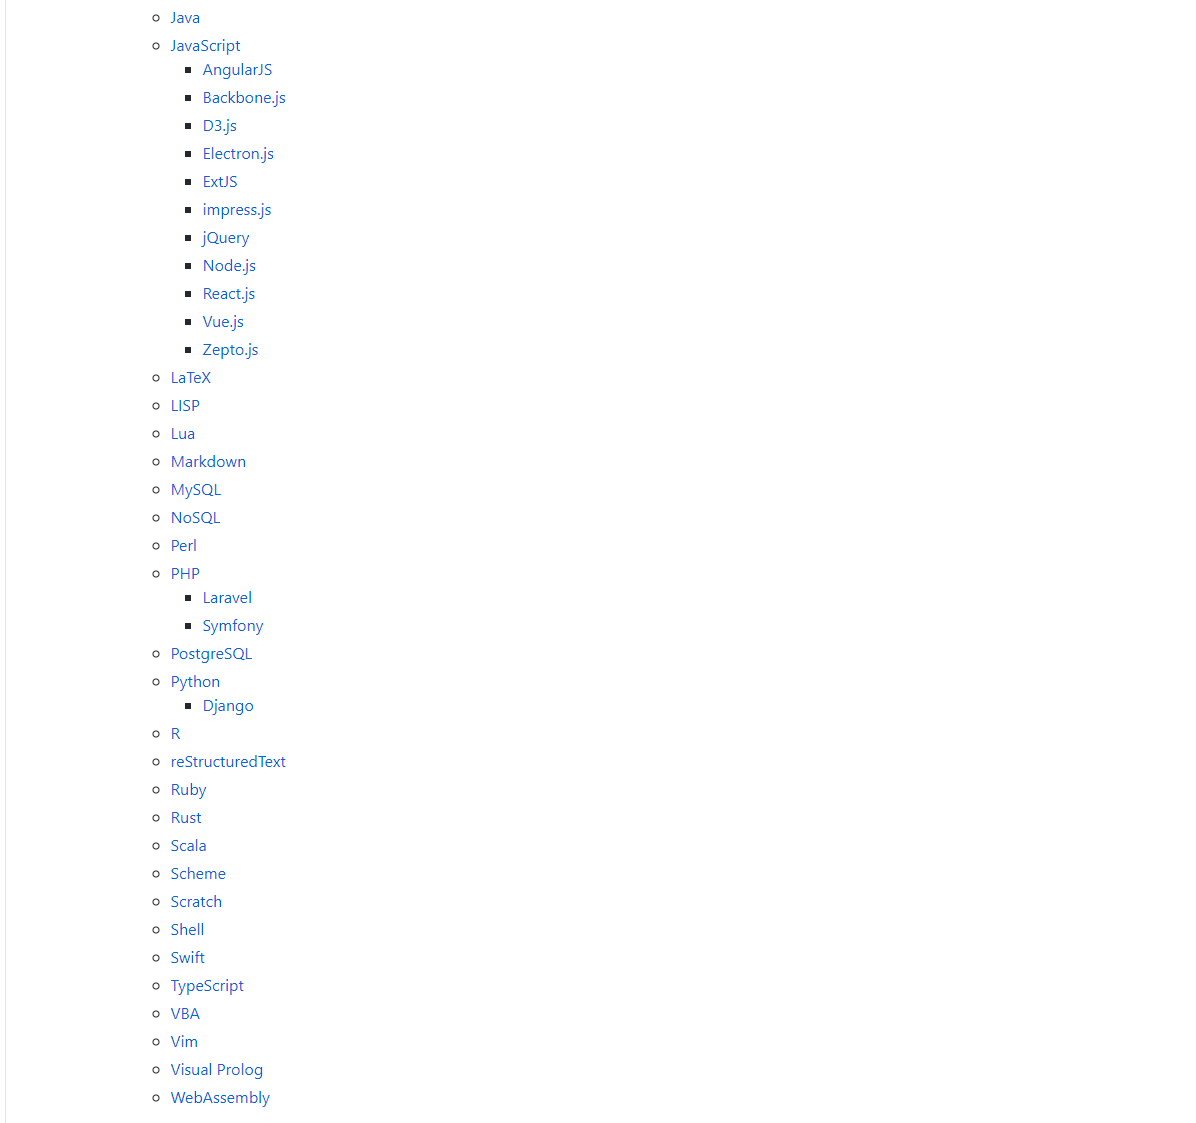 Java
JavaScript
AngularJS
Backbone.js
D3.js
Electron.js
ExtJS
impress.js
jQuery
Node.js
React.js
Vue.js
Zepto.js
LaTeX
LISP
Lua
Markdown
MySQL
NoSQL
Perl
PHP
Laravel
Symfony
PostgreSQL
Python
Django
R
reStructuredText
Ruby
Rust
Scala
Scheme
Scratch
Shell
Swift
TypeScript
VBA
Vim
Visual Prolog
WebAssembly